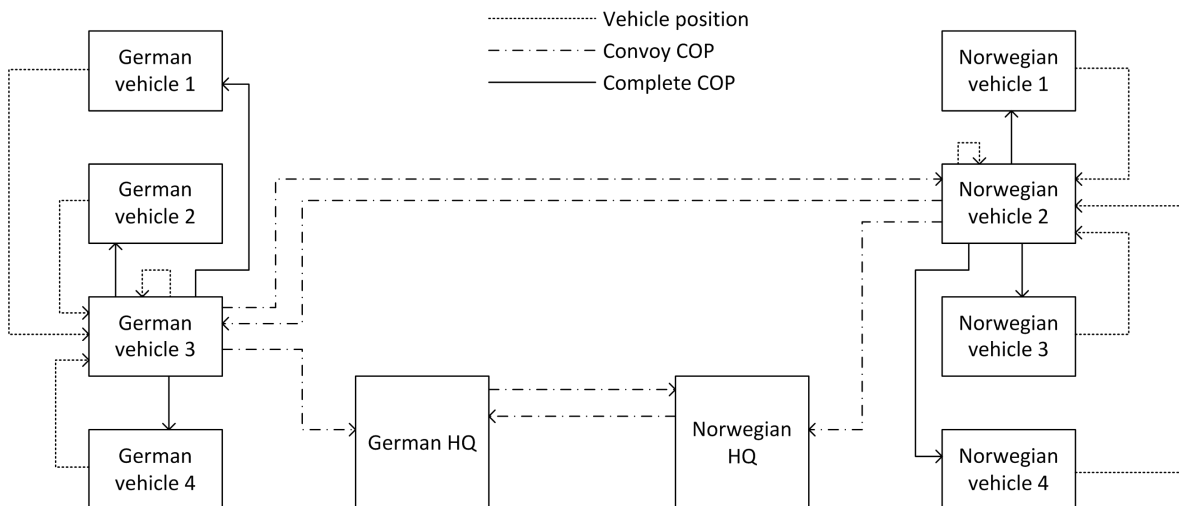 Vehicle position
Convoy COP
Complete COP
German
vehicle 1
Norwegian
vehicle 1
German
vehicle 2
Norwegian
vehicle 2
German
vehicle 3
Norwegian
vehicle 3
German HQ
Norwegian
HQ
German
vehicle 4
Norwegian
vehicle 4